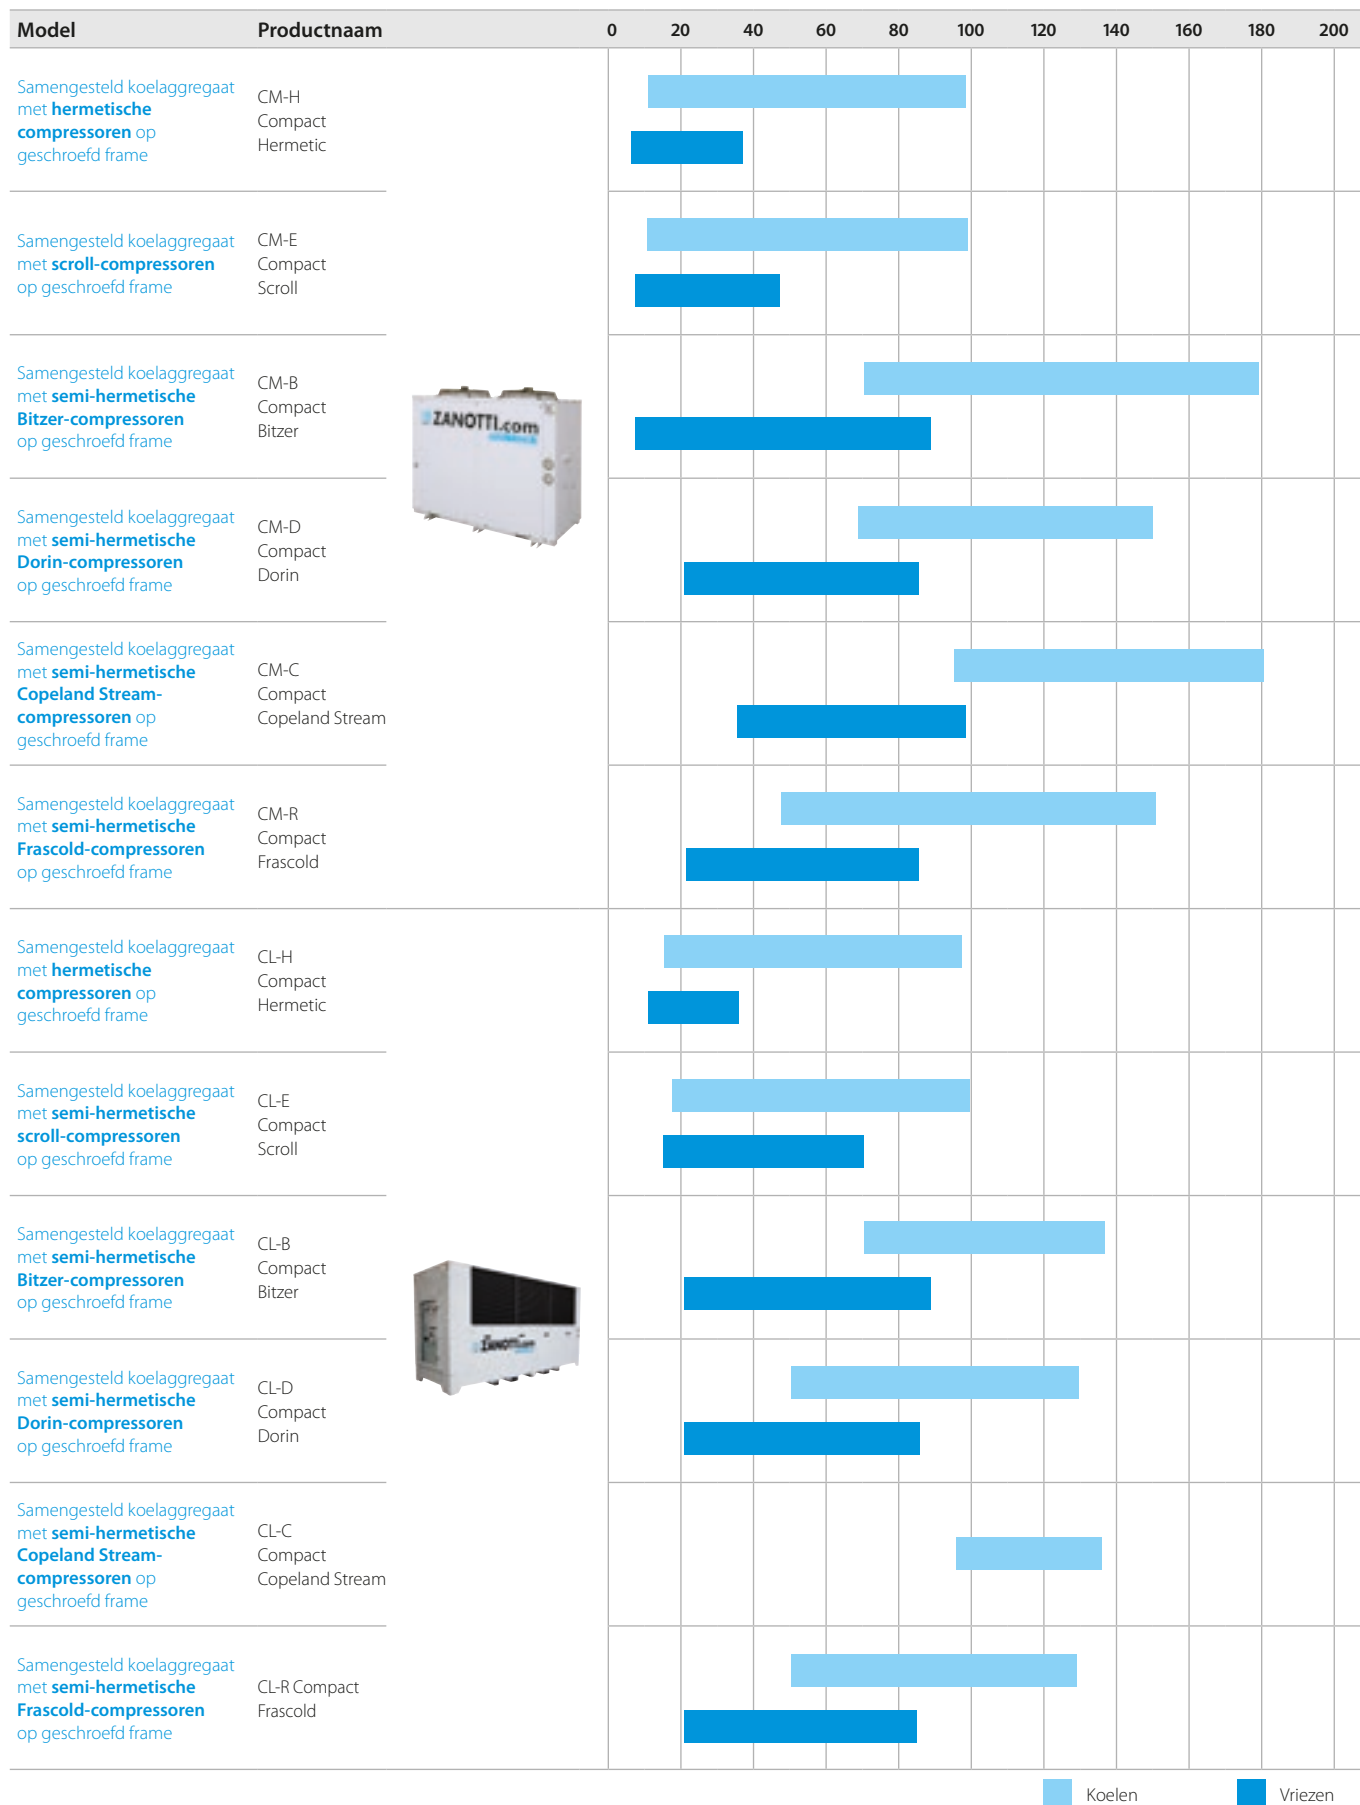 Model Productnaam 0 20 40 60 80 100 120 140 160 180 200
Samengesteld koelaggregaat
met hermetische
compressoren op
geschroefd frame
CM-H
Compact
Hermetic
Samengesteld koelaggregaat
met scroll-compressoren
op geschroefd frame
CM-E
Compact
Scroll
Samengesteld koelaggregaat
met semi-hermetische
Bitzer-compressoren
op geschroefd frame
CM-B
Compact
Bitzer
ZANOTTI.com
Samengesteld koelaggregaat
met semi-hermetische
Dorin-compressoren
op geschroefd frame
CM-D
Compact
Dorin
Samengesteld koelaggregaat
met semi-hermetische
Copeland Stream-
compressoren op
geschroefd frame
CM-C
Compact
Copeland Stream
Samengesteld koelaggregaat
met semi-hermetische
Frascold-compressoren
op geschroefd frame
CM-R
Compact
Frascold
Samengesteld koelaggregaat
met hermetische
compressoren op
geschroefd frame
CL-H
Compact
Hermetic
Samengesteld koelaggregaat
met semi-hermetische
scroll-compressoren
op geschroefd frame
CL-E
Compact
Scroll
Samengesteld koelaggregaat
met semi-hermetische
Bitzer-compressoren
op geschroefd frame
CL-B
Compact
Bitzer
ZANOTTI.com
Samengesteld koelaggregaat
met semi-hermetische
Dorin-compressoren
op geschroefd frame
CL-D
Compact
Dorin
Samengesteld koelaggregaat
met semi-hermetische
Copeland Stream-
compressoren op
geschroefd frame
CL-C
Compact
Copeland Stream
Samengesteld koelaggregaat
met semi-hermetische
Frascold-compressoren
op geschroefd frame
CL-R Compact
Frascold
Koelen Vriezen